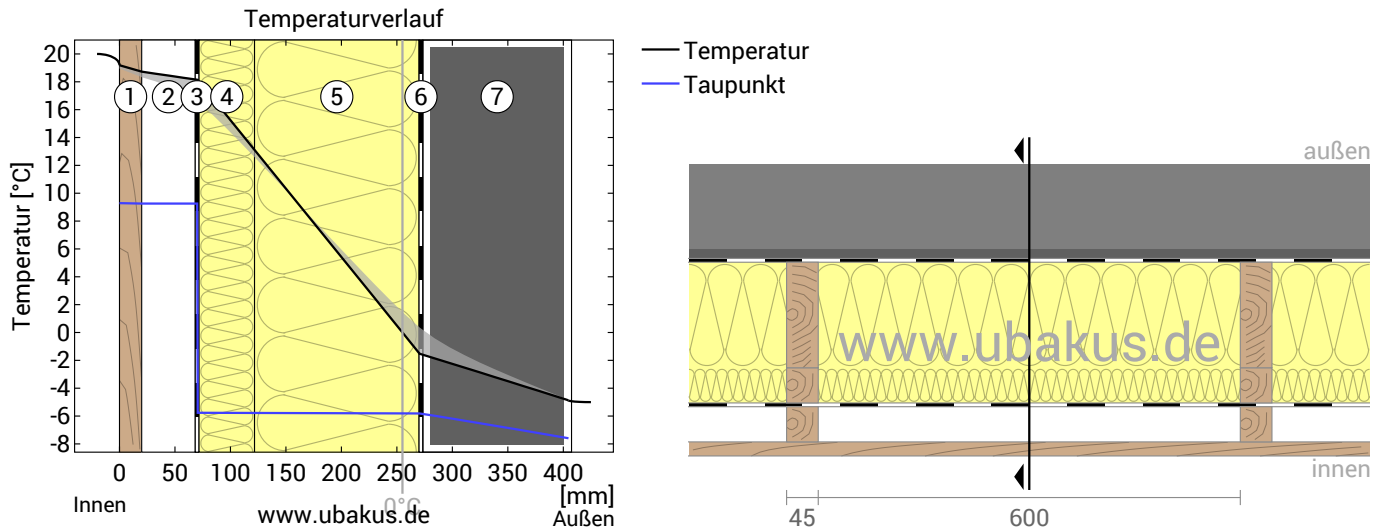 Temperaturverlauf
Temperatur
Taupunkt
Temperatur [°C]
20
18
16
14
12
10
8
6
4
2
0
-2
-4
-6
-8
1
2
3
4
5
6
7
0
50
100
150
200
250
300
350
400
[mm]
Innen
0°C
www.ubakus.de
Außen
außen
www.ubakus.de
innen
45
600